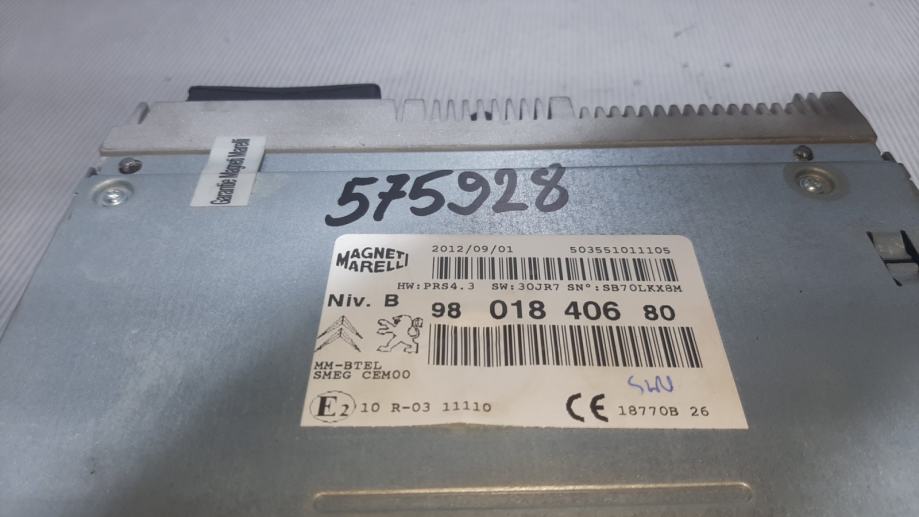 Garantie Magneti Marelli
575928
MAGNETI MARELLI
2012/09/01 503551011105
HW:PRS4.3 SW:30JR7 SN°:SB70LKX8M
Niv. B
98 018 406 80
MM-BTEL
SMEG CEM00
E2 10 R-03 11110
CE 18770B 26